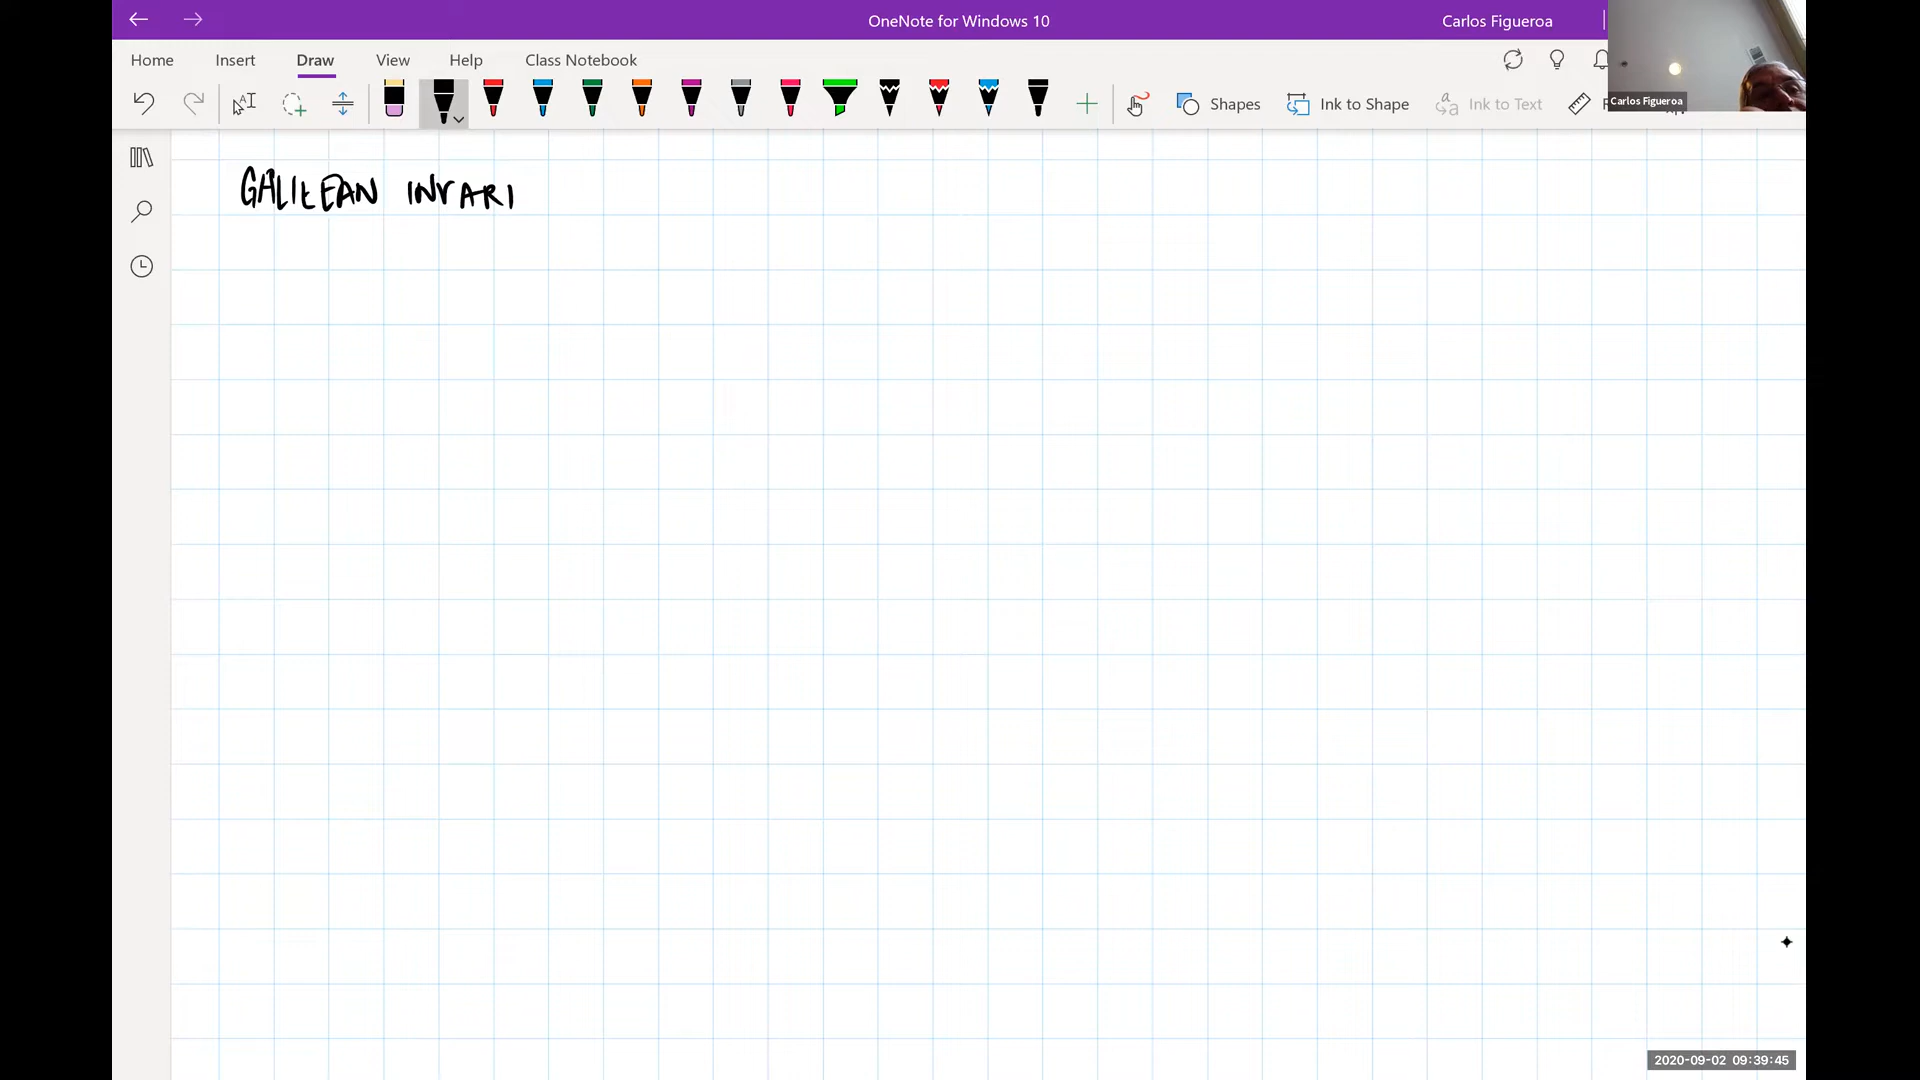 OneNote for Windows 10
Carlos Figueroa
Home Insert Draw View Help Class Notebook
Shapes Ink to Shape Ink to Text
Carlos Figueroa
GALILEAN INVARI
2020-09-02 09:39:45